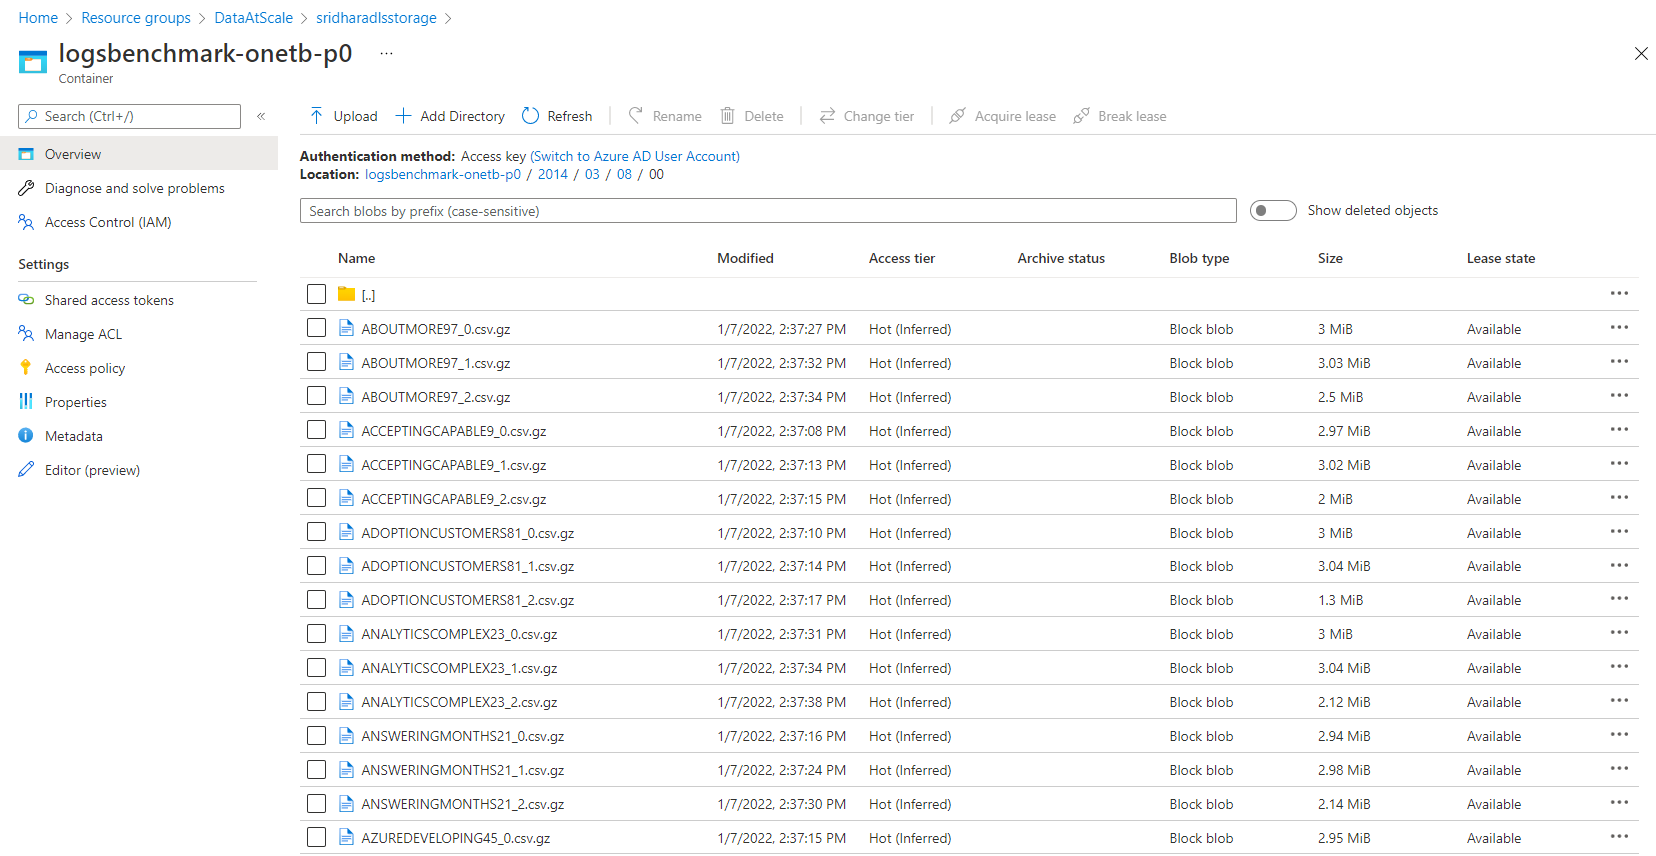 Home > Resource groups > DataAtScale > sridharadlsstorage >
logsbenchmark-onetb-p0 ...
Container
Search (Ctrl+/) «
Overview
Diagnose and solve problems
Access Control (IAM)
Settings
Shared access tokens
Manage ACL
Access policy
Properties
Metadata
Editor (preview)
Upload Add Directory Refresh Rename Delete Change tier Acquire lease Break lease
Authentication method: Access key (Switch to Azure AD User Account)
Location: logsbenchmark-onetb-p0 / 2014 / 03 / 08 / 00
Search blobs by prefix (case-sensitive) Show deleted objects
Name Modified Access tier Archive status Blob type Size Lease state
[..]
ABOUTMORE97_0.csv.gz 1/7/2022, 2:37:27 PM Hot (Inferred) Block blob 3 MiB Available
ABOUTMORE97_1.csv.gz 1/7/2022, 2:37:32 PM Hot (Inferred) Block blob 3.03 MiB Available
ABOUTMORE97_2.csv.gz 1/7/2022, 2:37:34 PM Hot (Inferred) Block blob 2.5 MiB Available
ACCEPTINGCAPABLE9_0.csv.gz 1/7/2022, 2:37:08 PM Hot (Inferred) Block blob 2.97 MiB Available
ACCEPTINGCAPABLE9_1.csv.gz 1/7/2022, 2:37:13 PM Hot (Inferred) Block blob 3.02 MiB Available
ACCEPTINGCAPABLE9_2.csv.gz 1/7/2022, 2:37:15 PM Hot (Inferred) Block blob 2 MiB Available
ADOPTIONCUSTOMERS81_0.csv.gz 1/7/2022, 2:37:10 PM Hot (Inferred) Block blob 3 MiB Available
ADOPTIONCUSTOMERS81_1.csv.gz 1/7/2022, 2:37:14 PM Hot (Inferred) Block blob 3.04 MiB Available
ADOPTIONCUSTOMERS81_2.csv.gz 1/7/2022, 2:37:17 PM Hot (Inferred) Block blob 1.3 MiB Available
ANALYTICSCOMPLEX23_0.csv.gz 1/7/2022, 2:37:31 PM Hot (Inferred) Block blob 3 MiB Available
ANALYTICSCOMPLEX23_1.csv.gz 1/7/2022, 2:37:34 PM Hot (Inferred) Block blob 3.04 MiB Available
ANALYTICSCOMPLEX23_2.csv.gz 1/7/2022, 2:37:38 PM Hot (Inferred) Block blob 2.12 MiB Available
ANSWERINGMONTHS21_0.csv.gz 1/7/2022, 2:37:16 PM Hot (Inferred) Block blob 2.94 MiB Available
ANSWERINGMONTHS21_1.csv.gz 1/7/2022, 2:37:24 PM Hot (Inferred) Block blob 2.98 MiB Available
ANSWERINGMONTHS21_2.csv.gz 1/7/2022, 2:37:30 PM Hot (Inferred) Block blob 2.14 MiB Available
AZUREDEVELOPING45_0.csv.gz 1/7/2022, 2:37:15 PM Hot (Inferred) Block blob 2.95 MiB Available